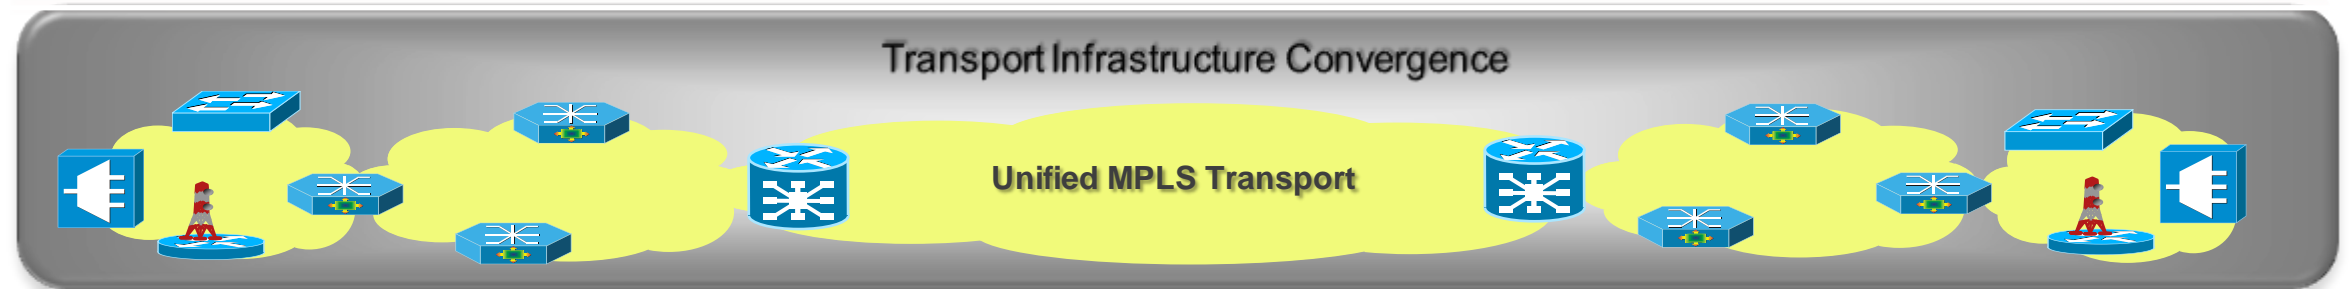 Transport Infrastructure Convergence
Unified MPLS Transport